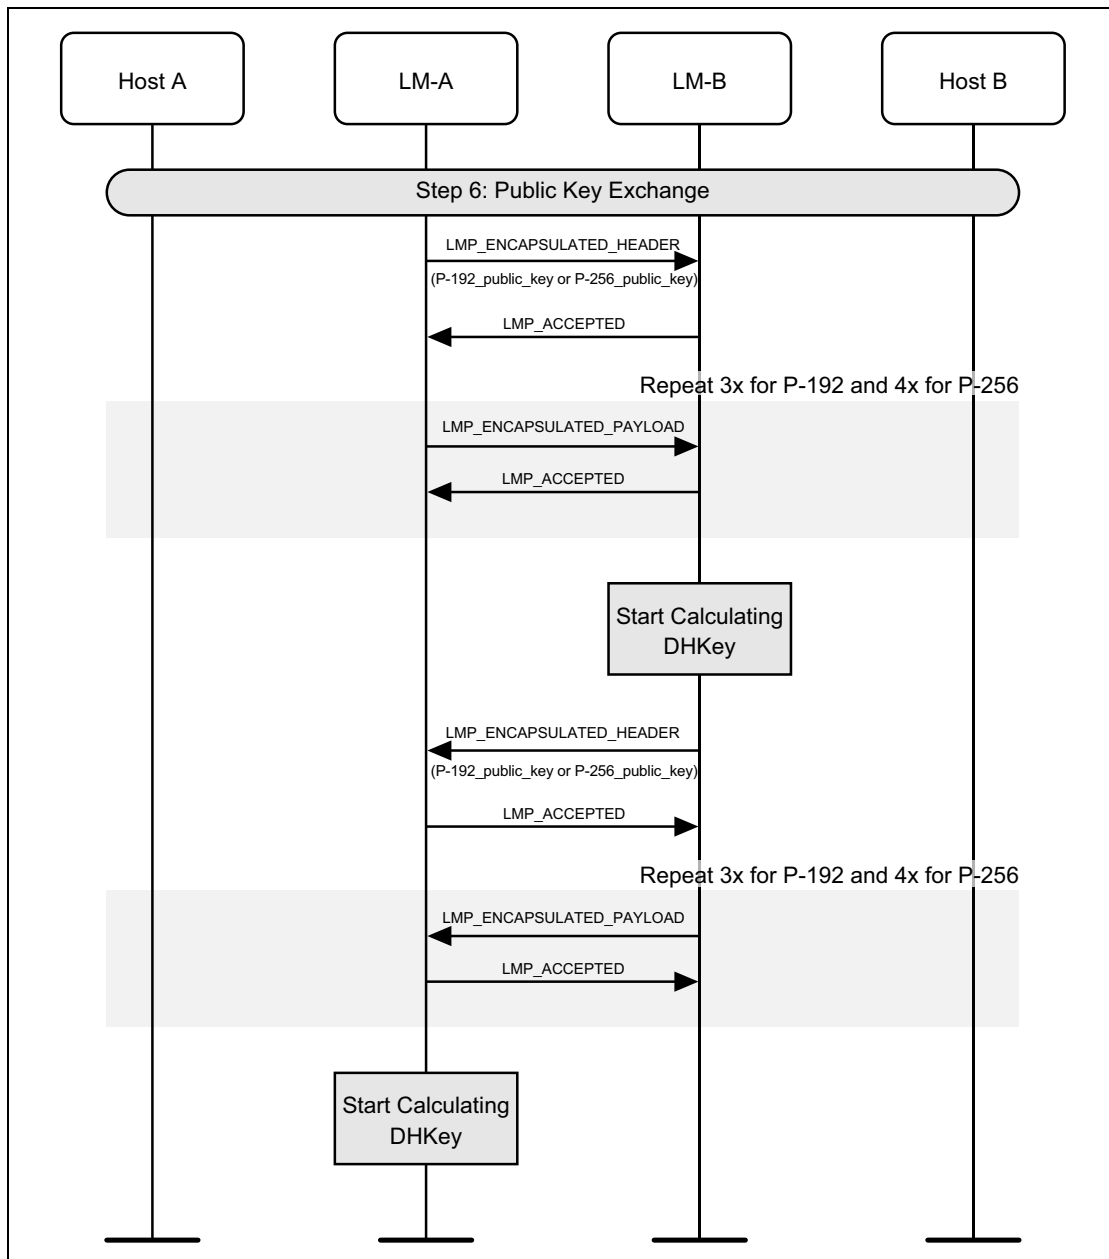 Host A
LM-A
LM-B
Host B
Step 6: Public Key Exchange
LMP_ENCAPSULATED_HEADER
(P-192_public_key or P-256_public_key)
LMP_ACCEPTED
Repeat 3x for P-192 and 4x for P-256
LMP_ENCAPSULATED_PAYLOAD
LMP_ACCEPTED
Start Calculating
DHKey
LMP_ENCAPSULATED_HEADER
(P-192_public_key or P-256_public_key)
LMP_ACCEPTED
Repeat 3x for P-192 and 4x for P-256
LMP_ENCAPSULATED_PAYLOAD
LMP_ACCEPTED
Start Calculating
DHKey